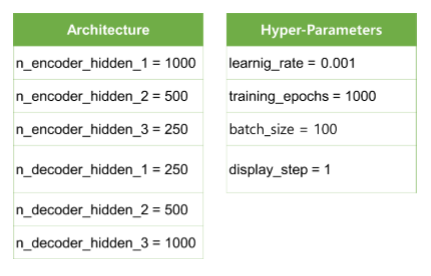 Architecture
n_encoder_hidden_1 = 1000
n_encoder_hidden_2 = 500
n_encoder_hidden_3 = 250
n_decoder_hidden_1 = 250
n_decoder_hidden_2 = 500
n_decoder_hidden_3 = 1000
Hyper-Parameters
learnig_rate = 0.001
training_epochs = 1000
batch_size = 100
display_step = 1